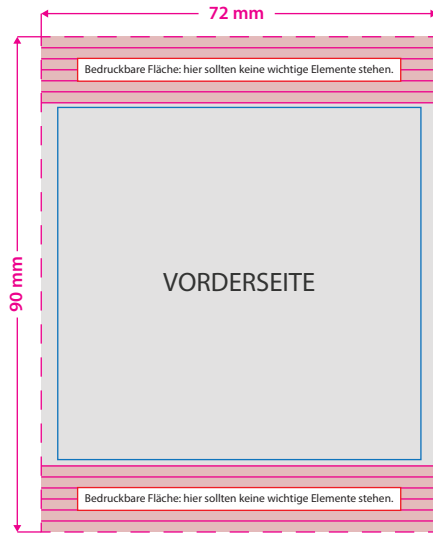 72 mm
Bedruckbare Fläche: hier sollten keine wichtige Elemente stehen.
90 mm
VORDERSEITE
Bedruckbare Fläche: hier sollten keine wichtige Elemente stehen.